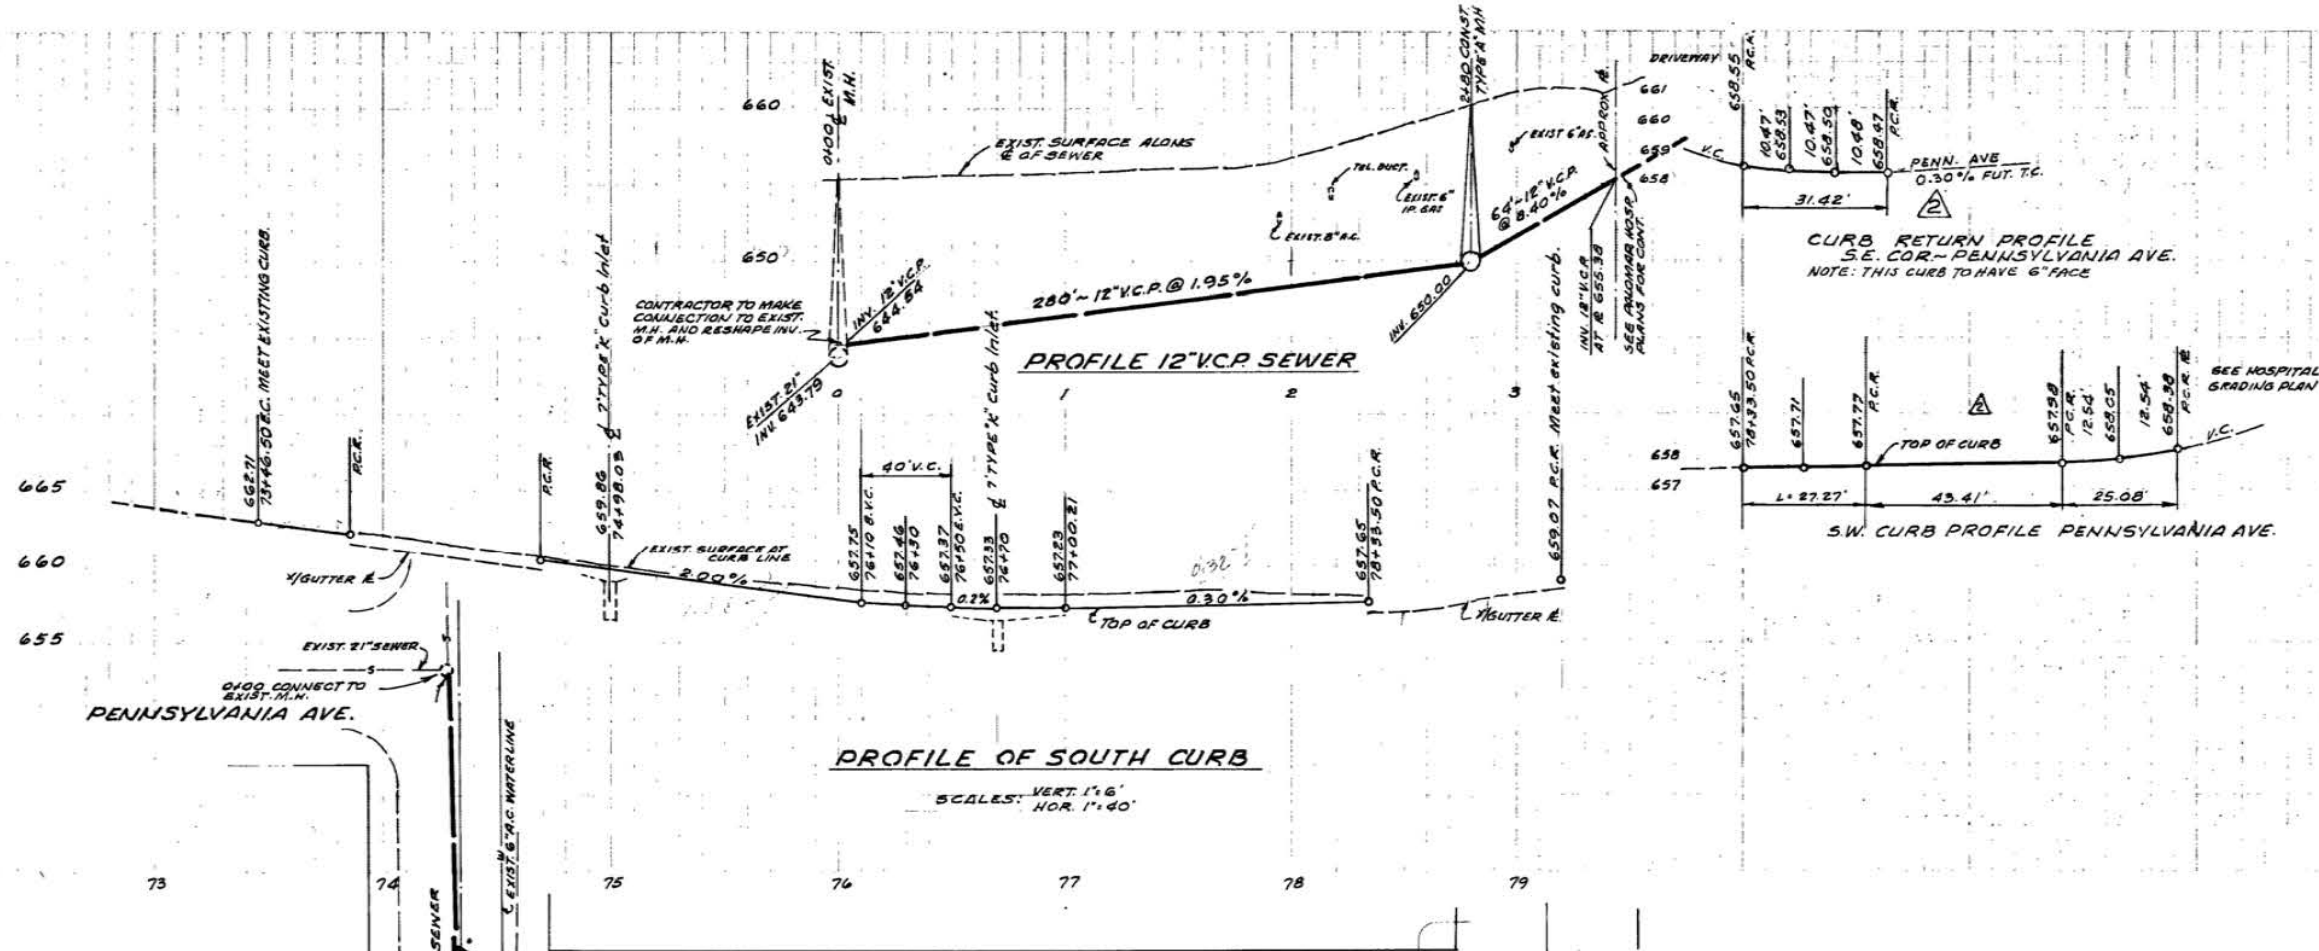 660
650
0+00 EXIST.
M.H.
EXIST. SURFACE ALONG
℄ OF SEWER
2+80 CONST.
TYPE "A" M.H.
DRIVEWAY
661
660
659
658
APPROX. ℞
EXIST 6" A.C.
TEL. DUCT.
EXIST. 6"
I.P. GAS
EXIST. 8" A.C.
64'~12" V.C.P.
@ 8.40%
280'~ 12" V.C.P. @ 1.95%
INV. 12" V.C.P.
644.54
INV. 650.00
INV. 12" V.C.P.
AT ℞ 655.38
SEE PALOMAR HOSP.
PLANS FOR CONT.
CONTRACTOR TO MAKE
CONNECTION TO EXIST.
M.H. AND RESHAPE INV.
OF M.H.
EXIST. 21"
INV. 643.79
PROFILE 12" V.C.P. SEWER
0
1
2
3
658.55
P.C.R.
10.47'
658.53
10.47'
658.50
10.48'
658.47
P.C.R.
V.C.
PENN. AVE
0.30% FUT. T.C.
31.42'
2
CURB RETURN PROFILE
S.E. COR.~ PENNSYLVANIA AVE.
NOTE: THIS CURB TO HAVE 6" FACE
657.65
78+33.50 P.C.R.
657.71
657.77
P.C.R.
2
657.98
P.C.R.
12.54'
658.05
12.54'
658.38
P.C.R. ℞
SEE HOSPITAL
GRADING PLAN
V.C.
658
657
TOP OF CURB
L=27.27'
43.41'
25.08'
S.W. CURB PROFILE PENNSYLVANIA AVE.
665
660
655
662.71
73+46.50 E.C. MEET EXISTING CURB.
P.C.R.
P.C.R.
659.86
74+98.03
℄ 7' TYPE "K" Curb Inlet
X/GUTTER ℄
EXIST. SURFACE AT
CURB LINE
2.00%
40' V.C.
657.75
76+10 B.V.C.
657.46
76+30
657.37
76+50 E.V.C.
657.33
76+70
℄ 7' TYPE "K" Curb Inlet.
657.23
77+00.21
0.2%
0.32
0.30%
TOP OF CURB
657.65
78+33.50 P.C.R.
659.07 P.C.R. Meet existing curb.
X/GUTTER ℄
EXIST. 21" SEWER
S
S
0+00 CONNECT TO
EXIST. M.H.
PENNSYLVANIA AVE.
W
EXIST. 6" A.C. WATERLINE
SEWER
PROFILE OF SOUTH CURB
SCALES: VERT. 1"=6'
HOR. 1"=40'
73
74
75
76
77
78
79